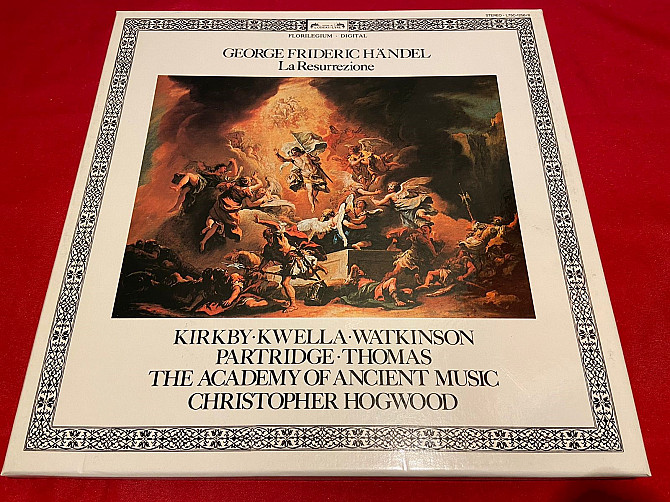 FLORILEGIUM · DIGITAL
GEORGE FRIDERIC HÄNDEL
La Resurrezione
KIRKBY·KWELLA·WATKINSON
PARTRIDGE·THOMAS
THE ACADEMY OF ANCIENT MUSIC
CHRISTOPHER HOGWOOD